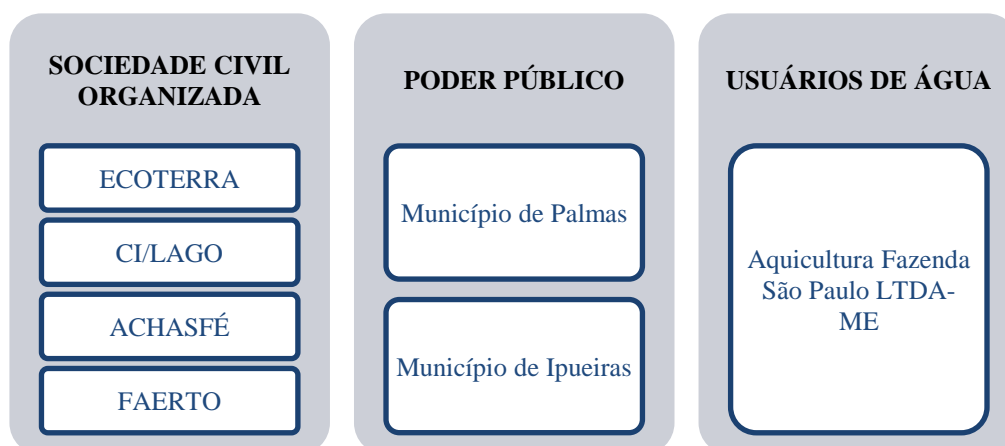 SOCIEDADE CIVIL
ORGANIZADA
ECOTERRA
CI/LAGO
ACHASFÉ
FAERTO
PODER PÚBLICO
Município de Palmas
Município de Ipueiras
USUÁRIOS DE ÁGUA
Aquicultura Fazenda
São Paulo LTDA-
ME